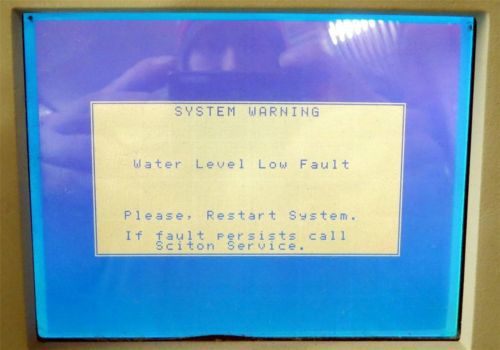 SYSTEM WARNING
Water Level Low Fault
Please, Restart System.
If fault persists call
Sciton Service.